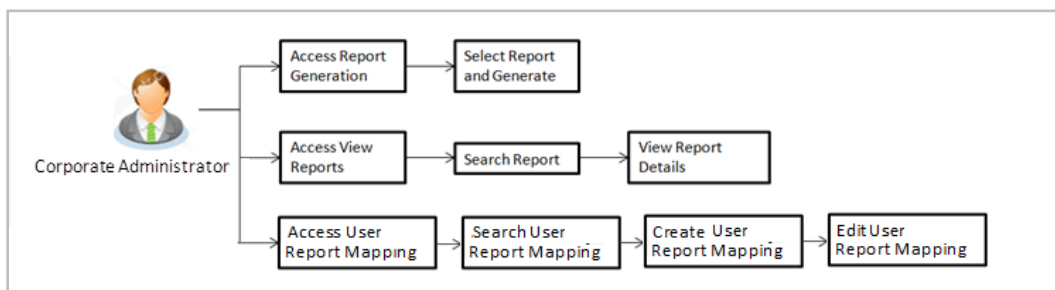 Access Report
Generation
Select Report
and Generate
Corporate Administrator
Access View
Reports
Search Report
View Report
Details
Access User
Report Mapping
Search User
Report Mapping
Create User
Report Mapping
Edit User
Report Mapping